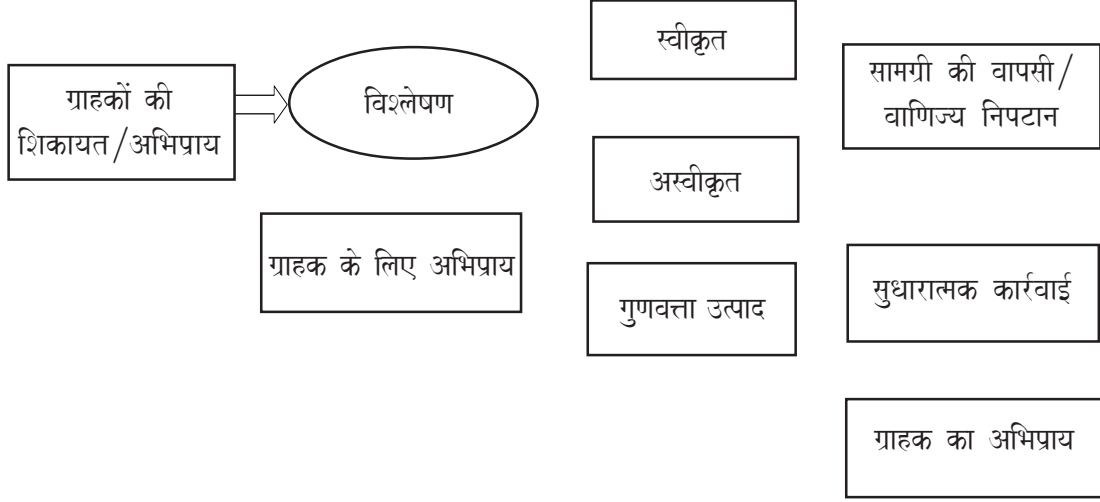 ग्राहकों की
शिकायत/अभिप्राय
विश्लेषण
ग्राहक के लिए अभिप्राय
स्वीकृत
अस्वीकृत
गुणवत्ता उत्पाद
सामग्री की वापसी/
वाणिज्य निपटान
सुधारात्मक कार्रवाई
ग्राहक का अभिप्राय